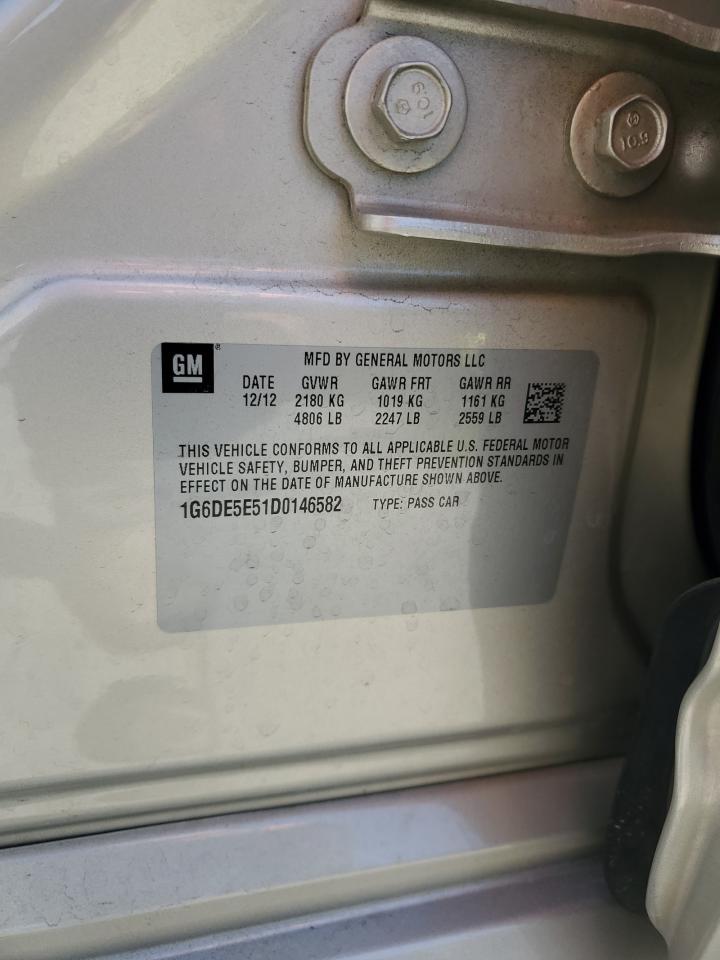 10.9
10.9
GM ®
MFD BY GENERAL MOTORS LLC
DATE GVWR GAWR FRT GAWR RR
12/12 2180 KG 1019 KG 1161 KG
4806 LB 2247 LB 2559 LB
THIS VEHICLE CONFORMS TO ALL APPLICABLE U.S. FEDERAL MOTOR
VEHICLE SAFETY, BUMPER, AND THEFT PREVENTION STANDARDS IN
EFFECT ON THE DATE OF MANUFACTURE SHOWN ABOVE.
1G6DE5E51D0146582 TYPE: PASS CAR